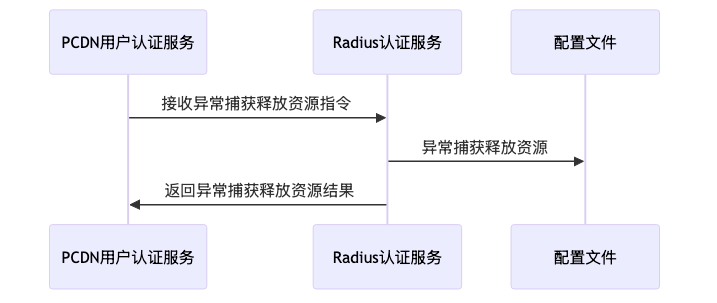 PCDN用户认证服务
Radius认证服务
配置文件
接收异常捕获释放资源指令
异常捕获释放资源
返回异常捕获释放资源结果
PCDN用户认证服务
Radius认证服务
配置文件